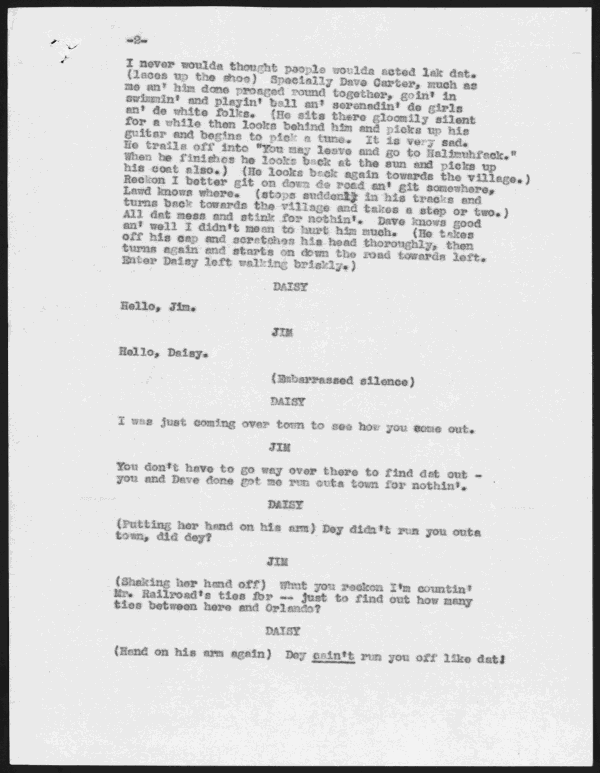 -2-
I never woulda thought people woulda acted lak dat.
(laces up the shoe) Specially Dave Carter, much as
me an' him done proaged round together, goin' in
swimmin' and playin' ball an' serenadin' de girls
an' de white folks. (He sits there gloomily silent
for a while then looks behind him and picks up his
guitar and begins to pick a tune. It is very sad.
He trails off into "You may leave and go to Halimuhfack."
When he finishes he looks back at the sun and picks up
his coat also.) (He looks back again towards the village.)
Reckon I better git on down de road an' git somewhere,
Lawd knows where. (stops suddenly in his tracks and
turns back towards the village and takes a step or two.)
All dat mess and stink for nothin'. Dave knows good
an' well I didn't mean to hurt him much. (He takes
off his cap and scratches his head thoroughly, then
turns again and starts on down the road towards left.
Enter Daisy left walking briskly.)
DAISY
Hello, Jim.
JIM
Hello, Daisy.
(Embarrassed silence)
DAISY
I was just coming over town to see how you come out.
JIM
You don't have to go way over there to find dat out -
you and Dave done got me run outa town for nothin'.
DAISY
(Putting her hand on his arm) Dey didn't run you outa
town, did dey?
JIM
(Shaking her hand off) What you reckon I'm countin'
Mr. Railroad's ties for -- just to find out how many
ties between here and Orlando?
DAISY
(Hand on his arm again) Dey cain't run you off like dat!